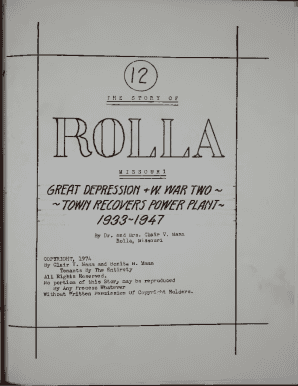 12
THE STORY OF
ROLLA
MISSOURI
GREAT DEPRESSION + W. WAR TWO ~
~ TOWN RECOVERS POWER PLANT ~
1933-1947
By Dr. and Mrs. Clair V. Mann
Rolla, Missouri
COPYRIGHT, 1974
By Clair V. Mann and Bonita H. Mann
Tenants By The Entirety
All Rights Reserved.
No portion of this Story may be reproduced
By Any Process Whatever
Without Written Permission of Copyright Holders.